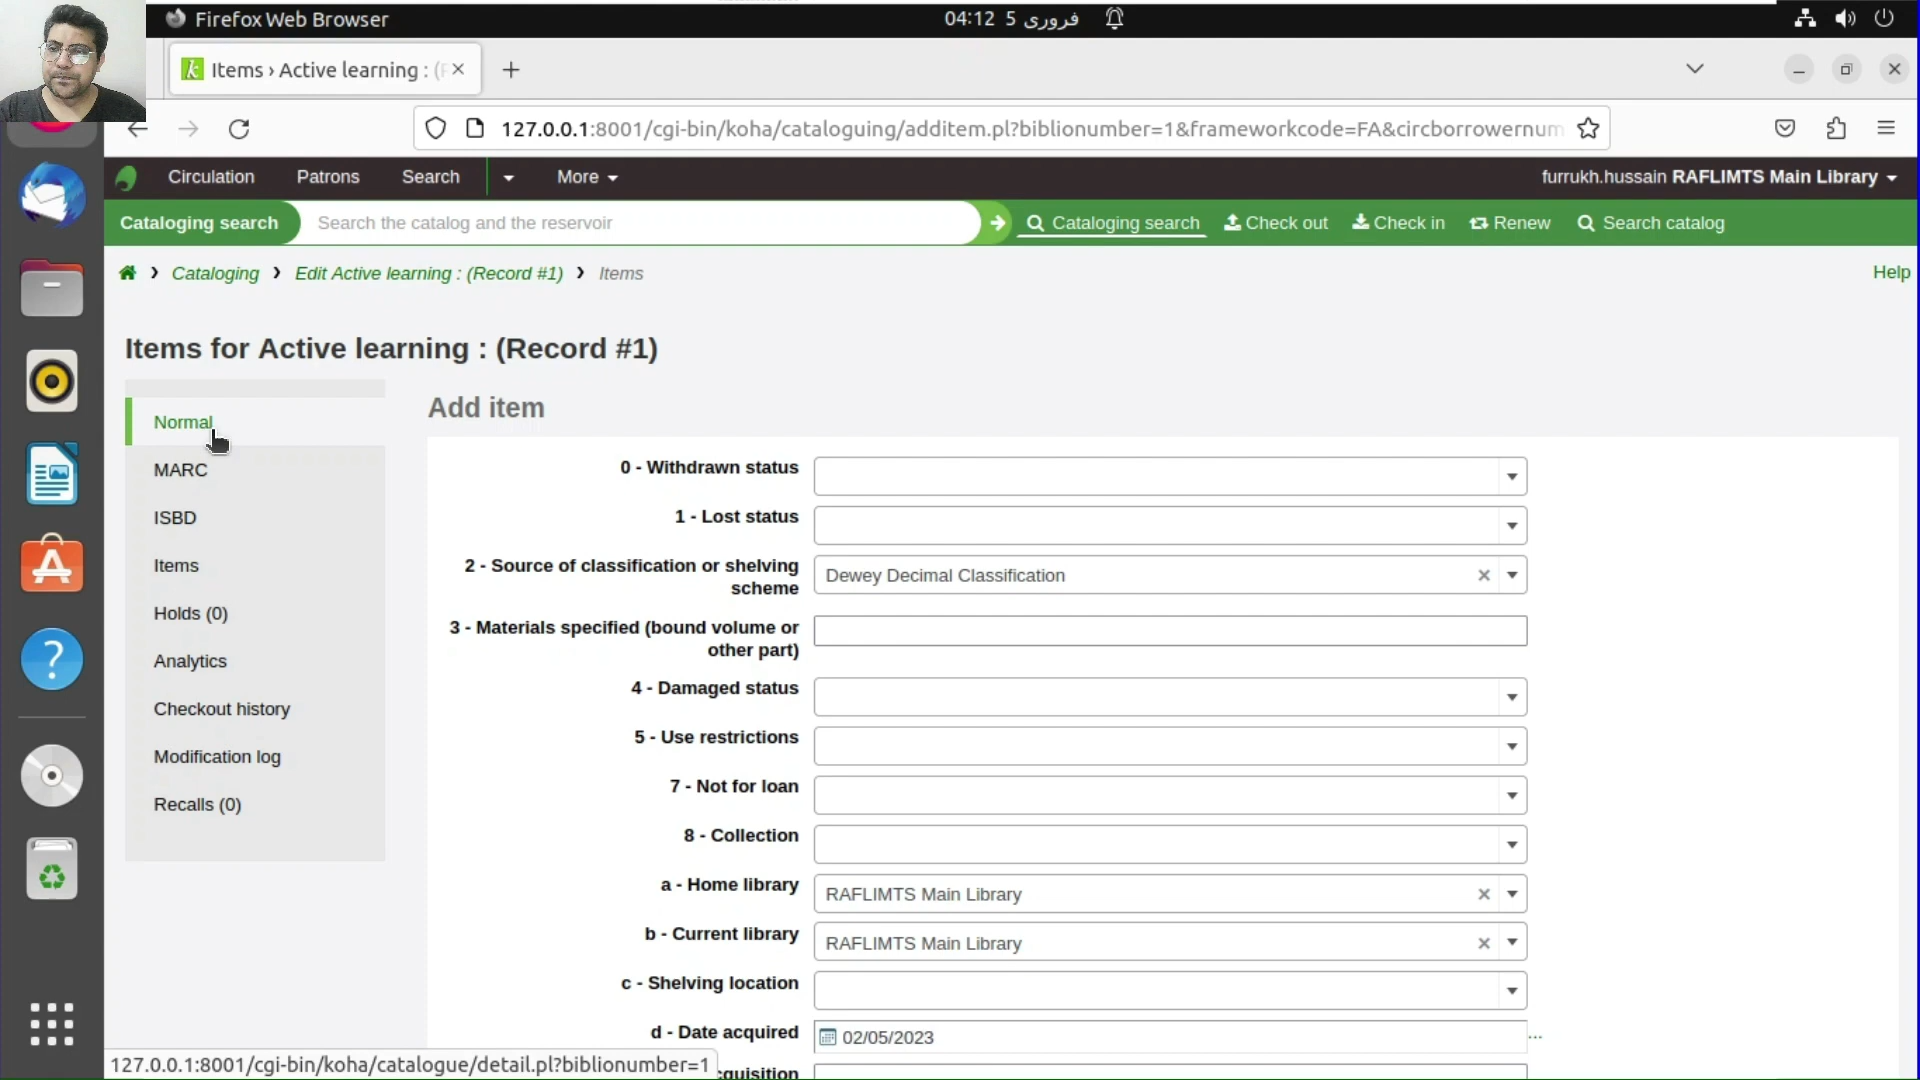 Firefox Web Browser
04:12 5 فروری
Items › Active learning : (R
127.0.0.1:8001/cgi-bin/koha/cataloguing/additem.pl?biblionumber=1&frameworkcode=FA&circborrowernum
Circulation
Patrons
Search
More
furrukh.hussain RAFLIMTS Main Library
Cataloging search
Search the catalog and the reservoir
Cataloging search
Check out
Check in
Renew
Search catalog
Cataloging › Edit Active learning : (Record #1) › Items
Help
Items for Active learning : (Record #1)
Normal
MARC
ISBD
Items
Holds (0)
Analytics
Checkout history
Modification log
Recalls (0)
Add item
0 - Withdrawn status
1 - Lost status
2 - Source of classification or shelving
scheme
Dewey Decimal Classification
3 - Materials specified (bound volume or
other part)
4 - Damaged status
5 - Use restrictions
7 - Not for loan
8 - Collection
a - Home library
RAFLIMTS Main Library
b - Current library
RAFLIMTS Main Library
c - Shelving location
d - Date acquired
02/05/2023
...
127.0.0.1:8001/cgi-bin/koha/catalogue/detail.pl?biblionumber=1